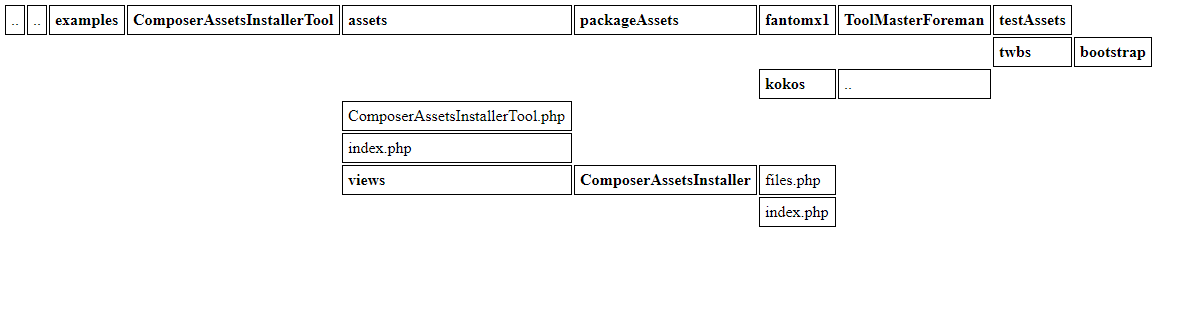 .. .. examples ComposerAssetsInstallerTool assets packageAssets fantomx1 ToolMasterForeman testAssets
twbs bootstrap
kokos ..
ComposerAssetsInstallerTool.php
index.php
views ComposerAssetsInstaller files.php
index.php